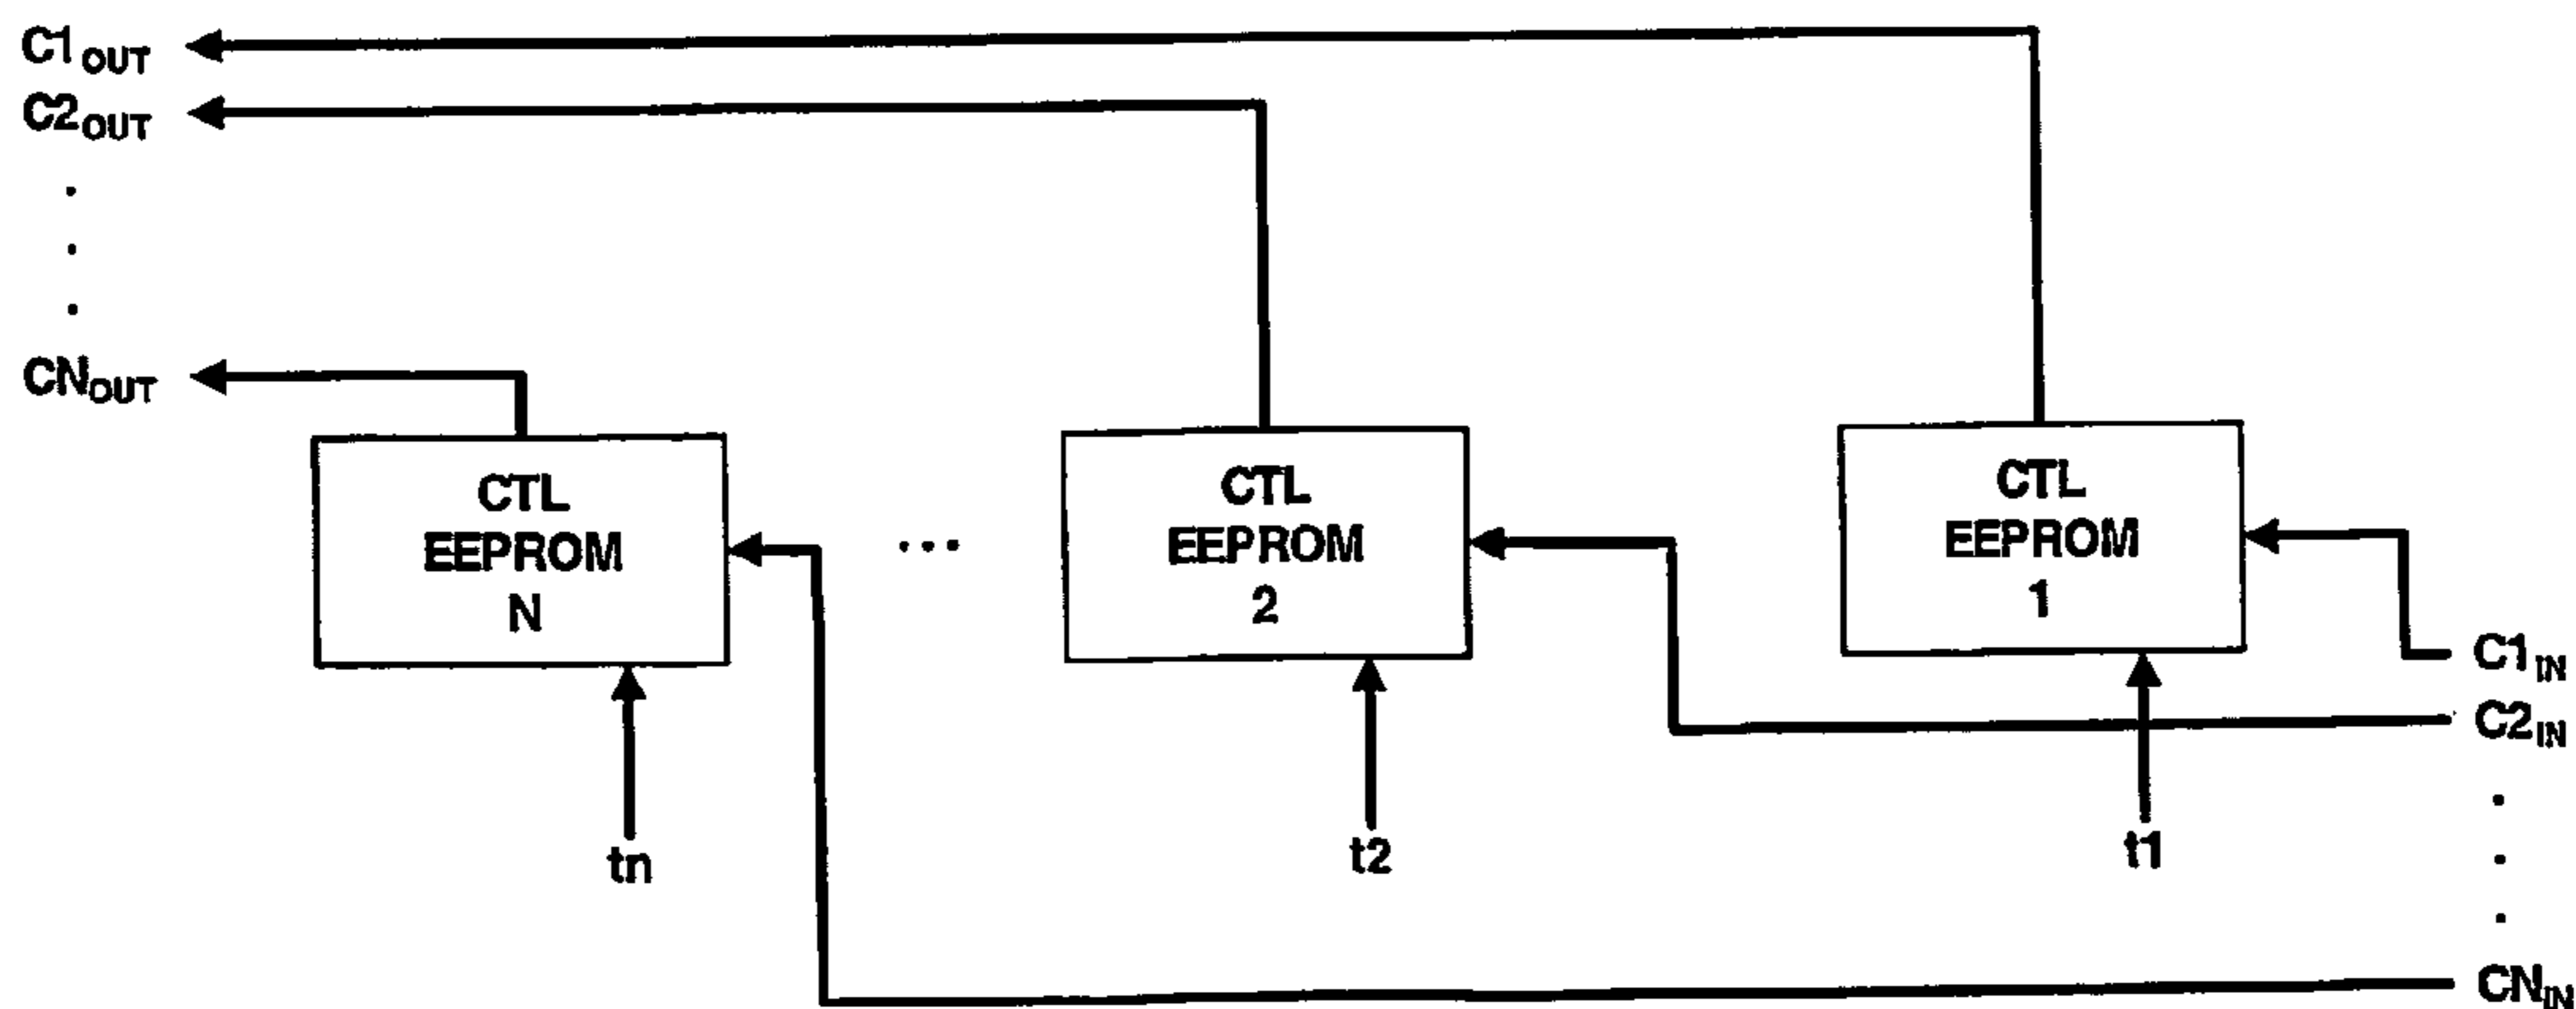 C1OUT
C2OUT
.
.
.
CNOUT
CTL
EEPROM
N
...
CTL
EEPROM
2
CTL
EEPROM
1
C1IN
C2IN
.
.
.
CNIN
tn
t2
t1